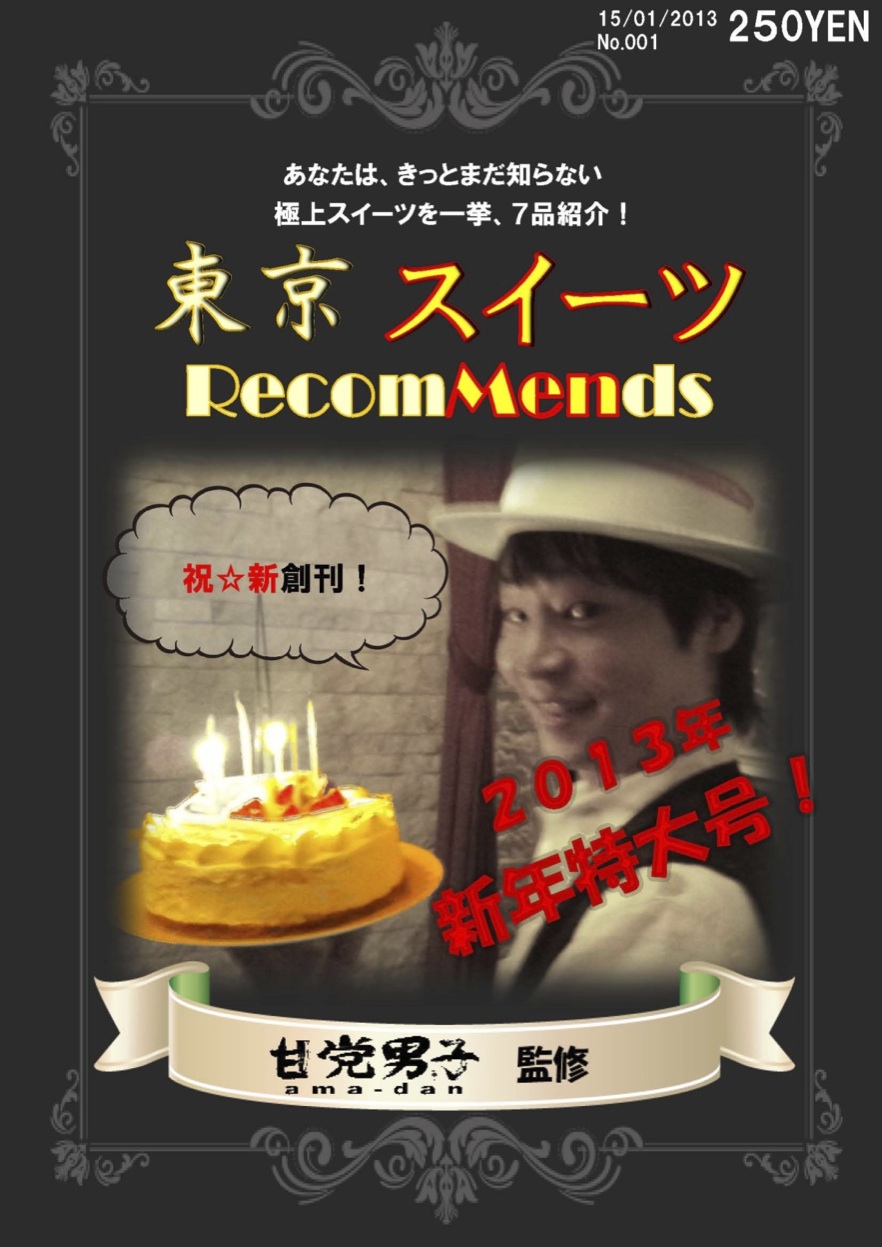 15/01/2013 250YEN
No.001
あなたは、きっとまだ知らない
極上スイーツを一挙、7品紹介！
東京 スイーツ
RecomMends
祝☆新創刊！
2013年
新年特大号！
甘党男子 監修
ama-dan